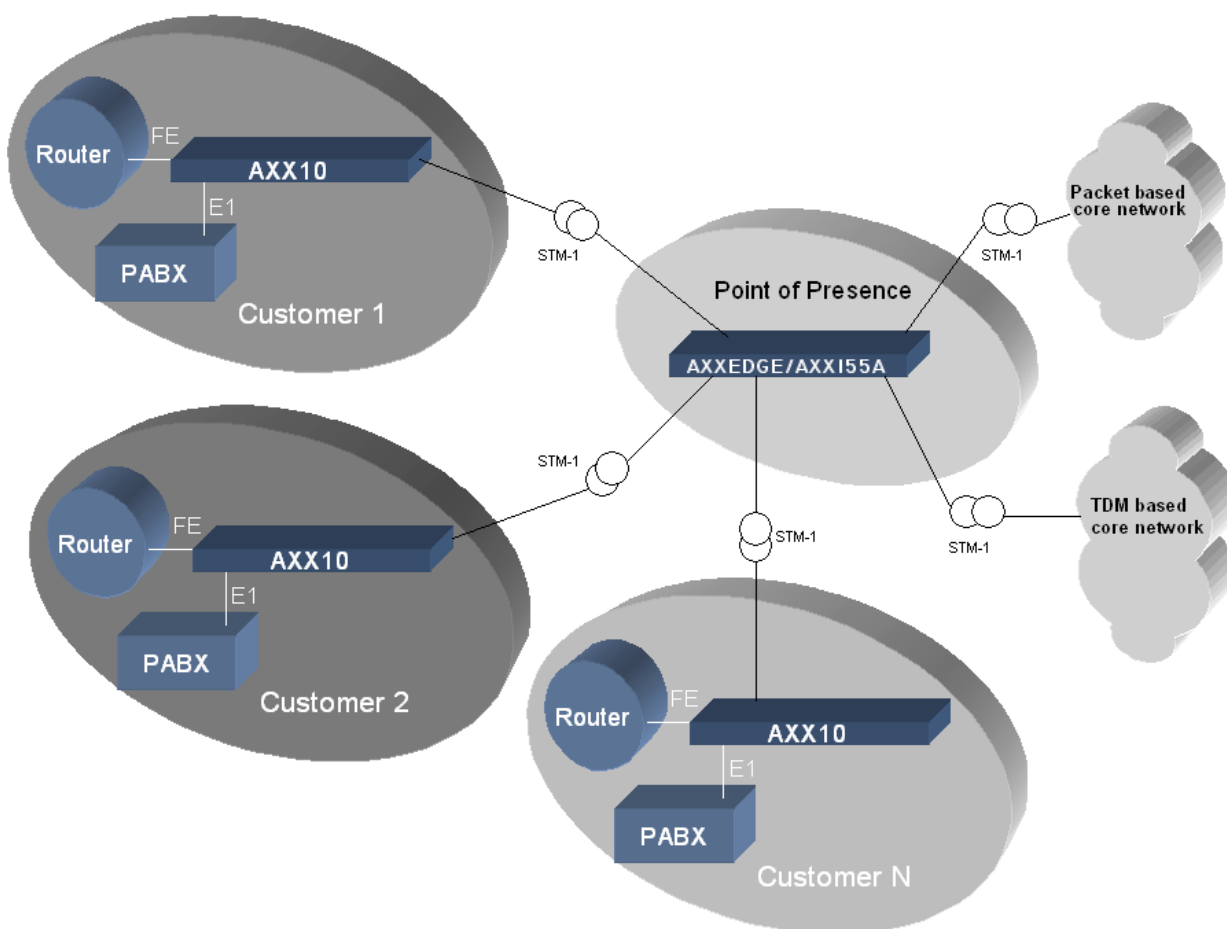 Router
FE
AXX10
E1
PABX
Customer 1
STM-1
Point of Presence
AXXEDGE/AXX155A
STM-1
Packet based
core network
STM-1
TDM based
core network
STM-1
Router
FE
AXX10
E1
PABX
Customer 2
STM-1
Router
FE
AXX10
E1
PABX
Customer N